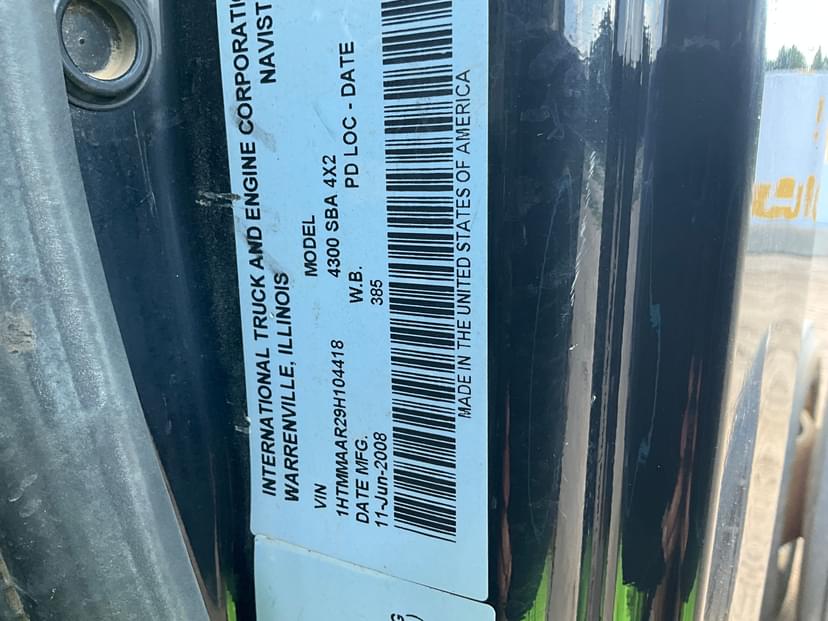 INTERNATIONAL TRUCK AND ENGINE CORPORATI
NAVIST
WARRENVILLE, ILLINOIS
MODEL
VIN
4300 SBA 4X2
PD LOC - DATE
1HTMMAAR29H104418
W.B.
DATE MFG.
385
11-Jun-2008
MADE IN THE UNITED STATES OF AMERICA